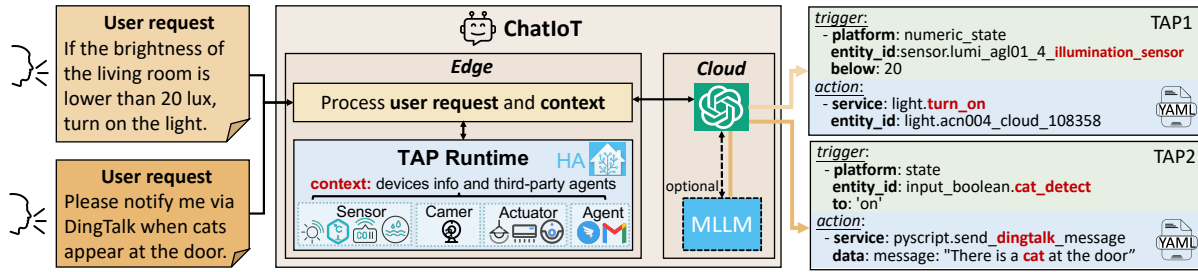 User request
If the brightness of
the living room is
lower than 20 lux,
turn on the light.
User request
Please notify me via
DingTalk when cats
appear at the door.
ChatIoT
Edge
Process user request and context
TAP Runtime
HA
context: devices info and third-party agents
Sensor
Camer
Actuator
Agent
°C
CO II
Cloud
optional
MLLM
TAP1
trigger:
- platform: numeric_state
entity_id:sensor.lumi_agl01_4_illumination_sensor
below: 20
action:
- service: light.turn_on
entity_id: light.acn004_cloud_108358
YAML
TAP2
trigger:
- platform: state
entity_id: input_boolean.cat_detect
to: 'on'
action:
- service: pyscript.send_dingtalk_message
data: message: "There is a cat at the door”
YAML